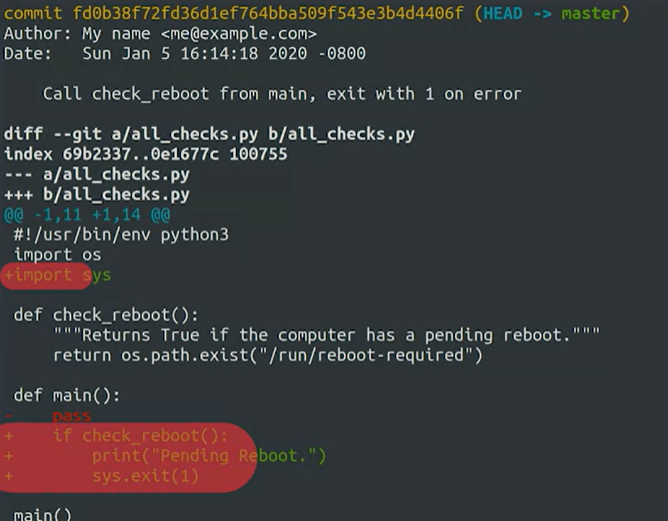 commit fd0b38f72fd36d1ef764bba509f543e3b4d4406f (HEAD -> master)
Author: My name <me@example.com>
Date:   Sun Jan 5 16:14:18 2020 -0800

    Call check_reboot from main, exit with 1 on error

diff --git a/all_checks.py b/all_checks.py
index 69b2337..0e1677c 100755
--- a/all_checks.py
+++ b/all_checks.py
@@ -1,11 +1,14 @@
 #!/usr/bin/env python3
 import os
+import sys

 def check_reboot():
     """Returns True if the computer has a pending reboot."""
     return os.path.exist("/run/reboot-required")

 def main():
-    pass
+    if check_reboot():
+        print("Pending Reboot.")
+        sys.exit(1)

 main()